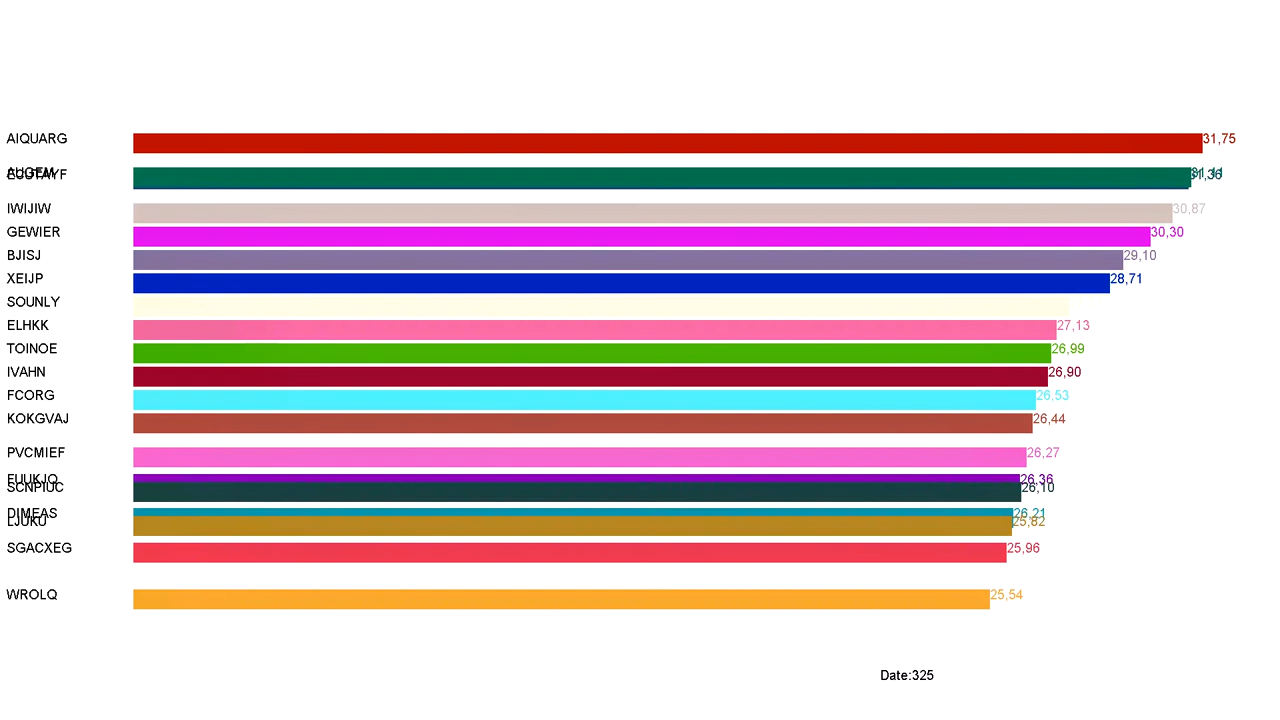 AIQUARG 31,75
IWIJIW 30,87
GEWIER 30,30
BJISJ 29,10
XEIJP 28,71
SOUNLY
ELHKK 27,13
TOINOE 26,99
IVAHN 26,90
FCORG 26,53
KOKGVAJ 26,44
PVCMIEF 26,27
26,36
SCNPIUC 26,10
DIMEAS 26,21
LJUKU 25,82
SGACXEG 25,96
WROLQ 25,54
Date:325